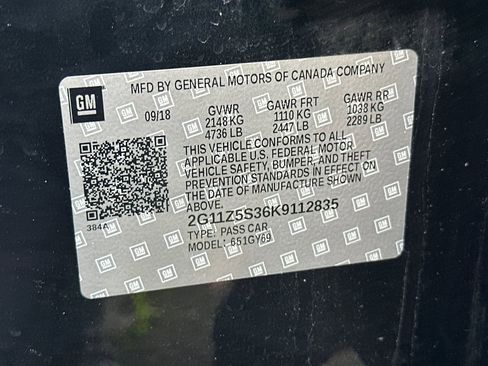 MFD BY GENERAL MOTORS OF CANADA COMPANY
GM
09/18 GVWR GAWR FRT GAWR RR
2148 KG 1110 KG 1038 KG
4736 LB 2447 LB 2289 LB
THIS VEHICLE CONFORMS TO ALL
APPLICABLE U.S. FEDERAL MOTOR
VEHICLE SAFETY, BUMPER, AND THEFT
PREVENTION STANDARDS IN EFFECT ON
THE DATE OF MANUFACTURE SHOWN
ABOVE.
2G11Z5S36K9112835
384A TYPE: PASS CAR
MODEL: 651GY69